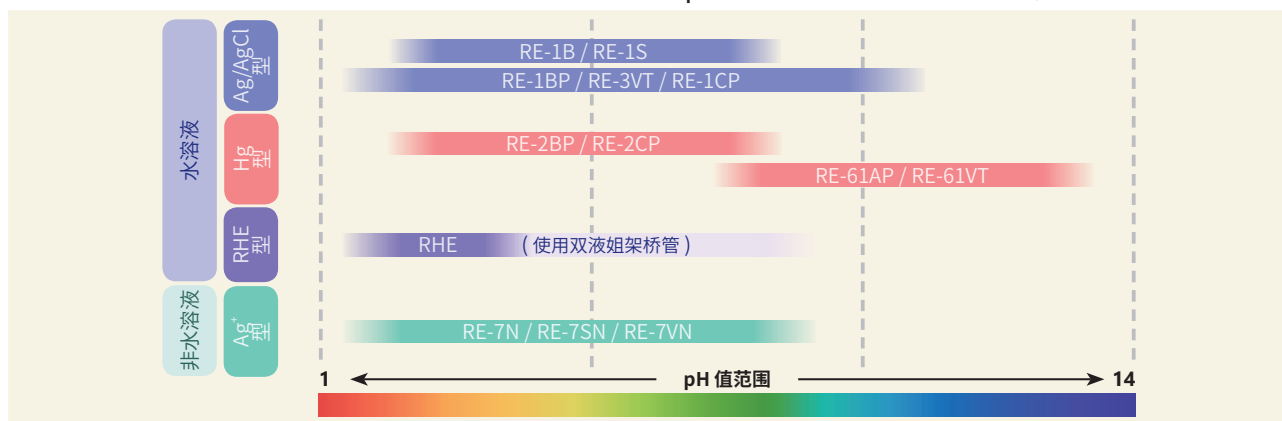 水溶液
Ag/AgCl
型
RE-1B / RE-1S
RE-1BP / RE-3VT / RE-1CP
Hg
型
RE-2BP / RE-2CP
RE-61AP / RE-61VT
RHE
型
RHE
( 使用双液姐架桥管 )
非水溶液
Ag⁺
型
RE-7N / RE-7SN / RE-7VN
1
pH 值范围
14